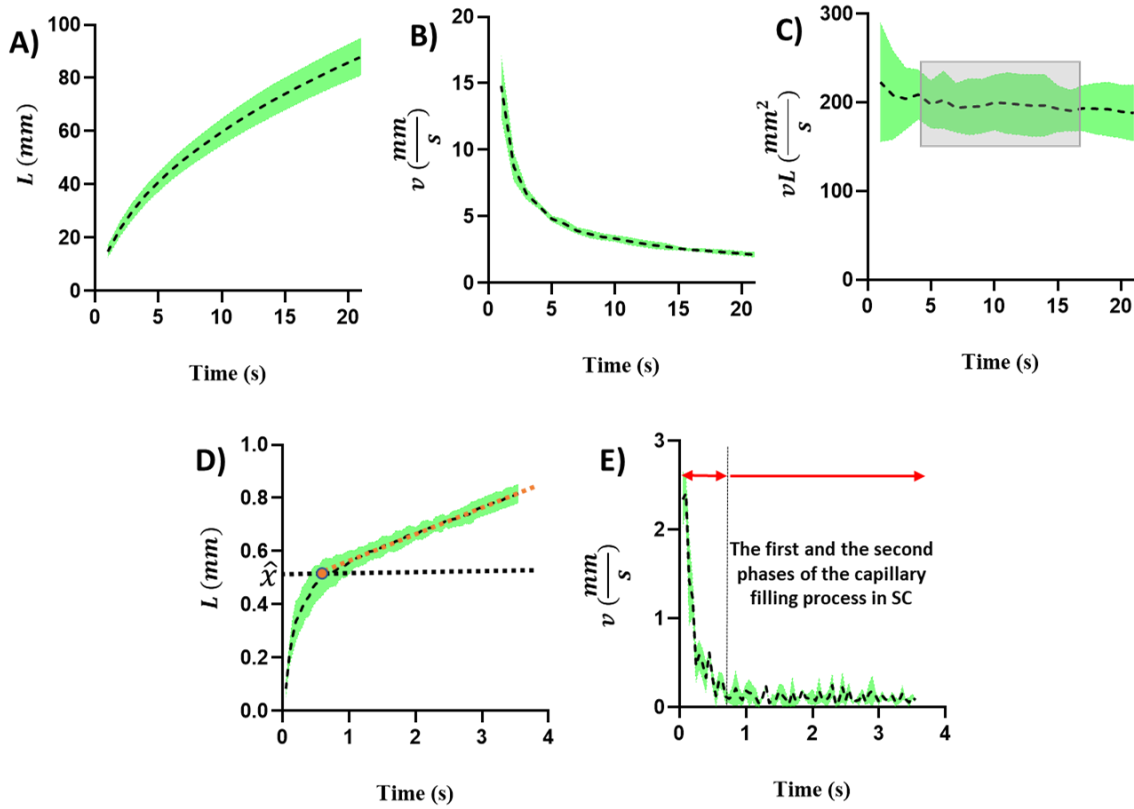 A)
L (mm)
100
80
60
40
20
0
0 5 10 15 20
Time (s)
B)
v (mm/s)
20
15
10
5
0
0 5 10 15 20
Time (s)
C)
vL (mm²/s)
300
200
100
0
0 5 10 15 20
Time (s)
D)
L (mm)
1.0
0.8
0.6
x̂
0.4
0.2
0.0
0 1 2 3 4
Time (s)
E)
v (mm/s)
3
2
1
0
The first and the second
phases of the capillary
filling process in SC
0 1 2 3 4
Time (s)